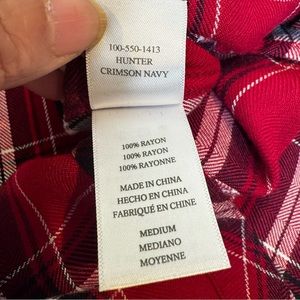 100-550-1413
HUNTER
CRIMSON NAVY
100% RAYON
100% RAYON
100% RAYONNE
MADE IN CHINA
HECHO EN CHINA
FABRIQUÉ EN CHINE
MEDIUM
MEDIANO
MOYENNE